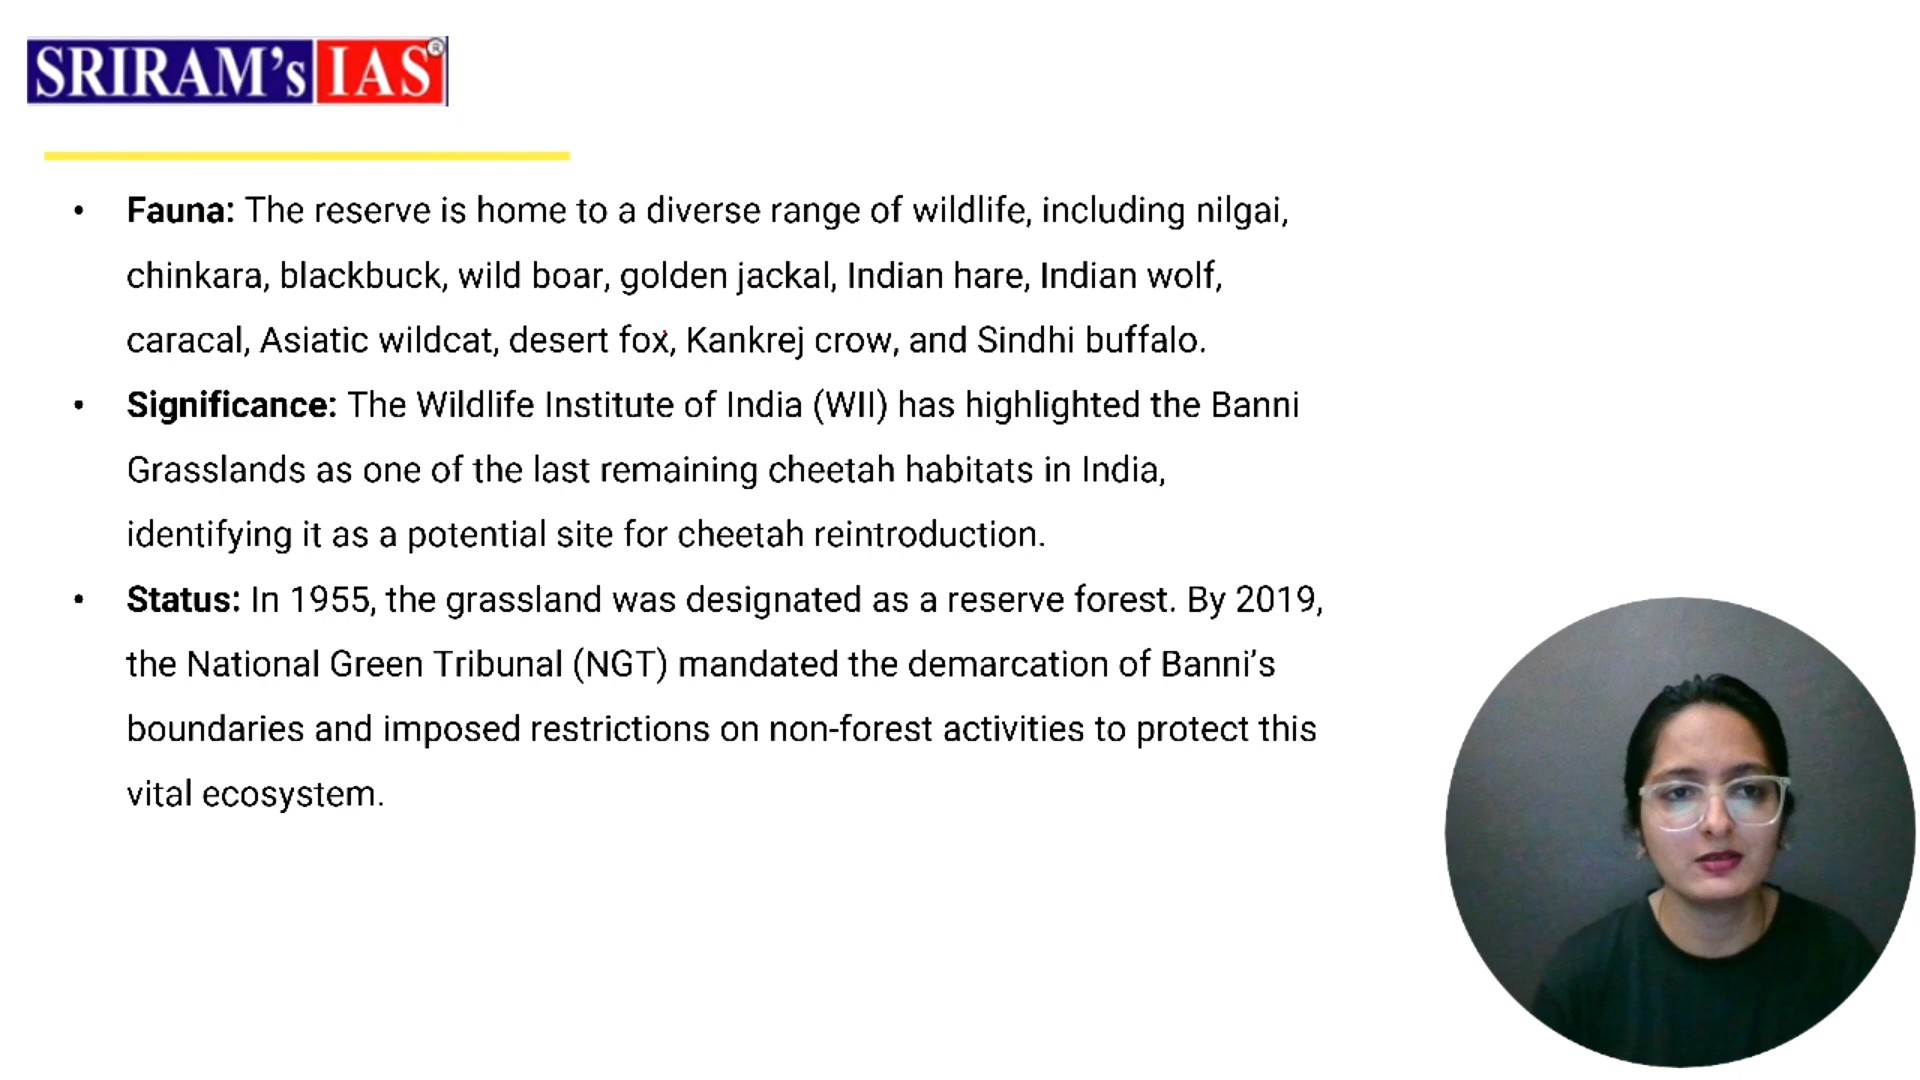 SRIRAM's IAS®
• Fauna: The reserve is home to a diverse range of wildlife, including nilgai,
chinkara, blackbuck, wild boar, golden jackal, Indian hare, Indian wolf,
caracal, Asiatic wildcat, desert fox, Kankrej crow, and Sindhi buffalo.
• Significance: The Wildlife Institute of India (WII) has highlighted the Banni
Grasslands as one of the last remaining cheetah habitats in India,
identifying it as a potential site for cheetah reintroduction.
• Status: In 1955, the grassland was designated as a reserve forest. By 2019,
the National Green Tribunal (NGT) mandated the demarcation of Banni’s
boundaries and imposed restrictions on non-forest activities to protect this
vital ecosystem.